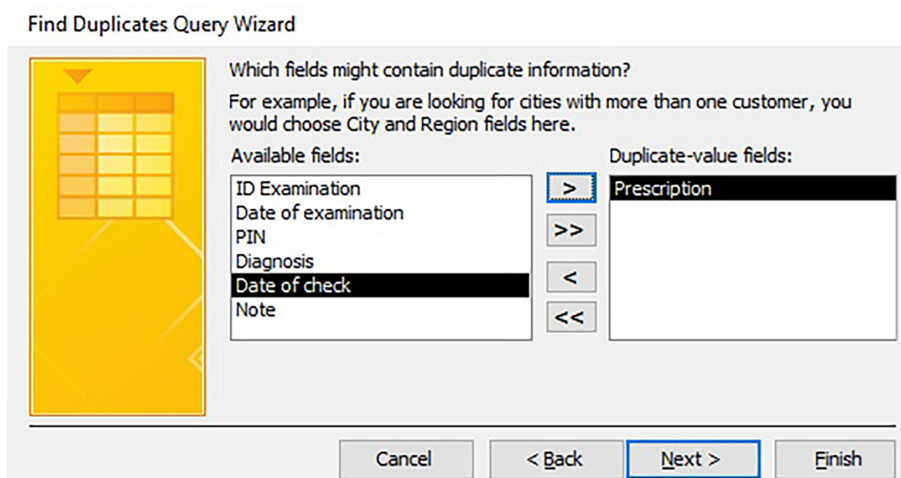 Find Duplicates Query Wizard
Which fields might contain duplicate information?
For example, if you are looking for cities with more than one customer, you
would choose City and Region fields here.
Available fields:
Duplicate-value fields:
ID Examination
Date of examination
PIN
Diagnosis
Date of check
Note
>
>>
<
<<
Prescription
Cancel
< Back
Next >
Finish